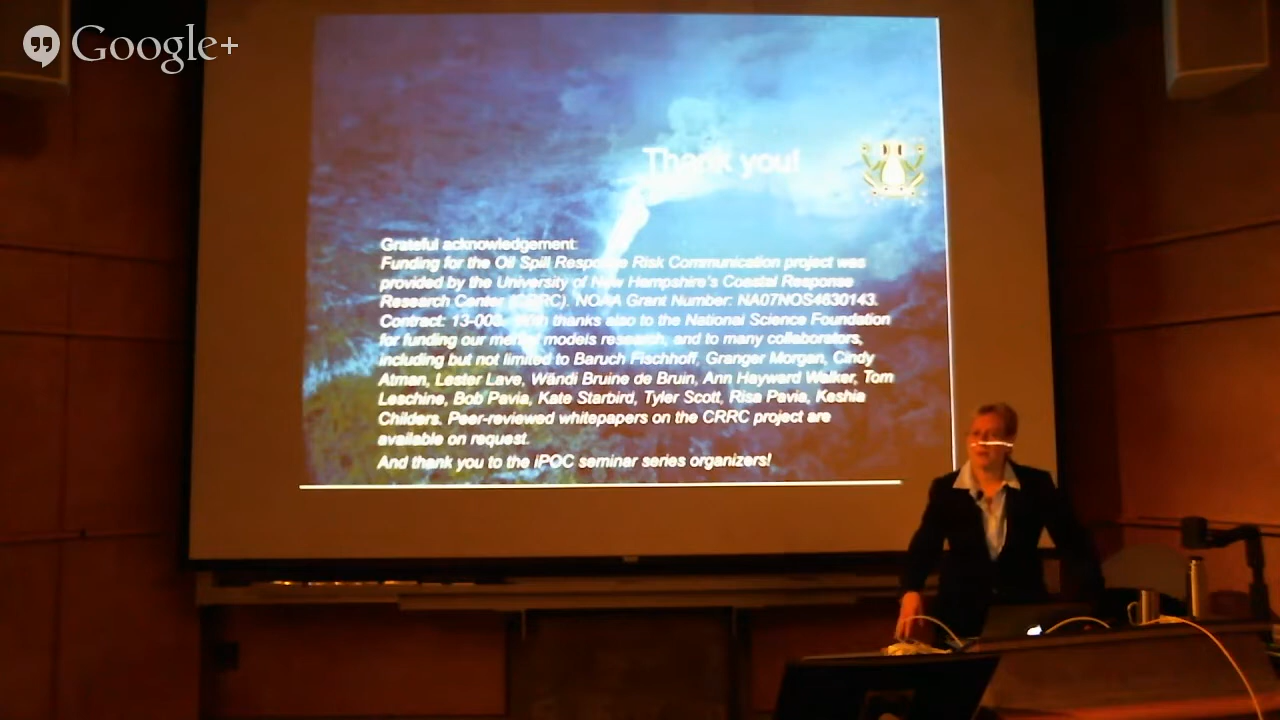 Google+
Thank you!
Grateful acknowledgement:
Funding for the Oil Spill Response Risk Communication project was
provided by the University of New Hampshire's Coastal Response
Research Center (CRRC). NOAA Grant Number: NA07NOS4630143.
Contract: 13-003. With thanks also to the National Science Foundation
for funding our mental models research, and to many collaborators,
including but not limited to Baruch Fischhoff, Granger Morgan, Cindy
Atman, Lester Lave, Wändi Bruine de Bruin, Ann Hayward Walker, Tom
Leschine, Bob Pavia, Kate Starbird, Tyler Scott, Risa Pavia, Keshia
Childers. Peer-reviewed whitepapers on the CRRC project are
available on request.
And thank you to the iPOC seminar series organizers!